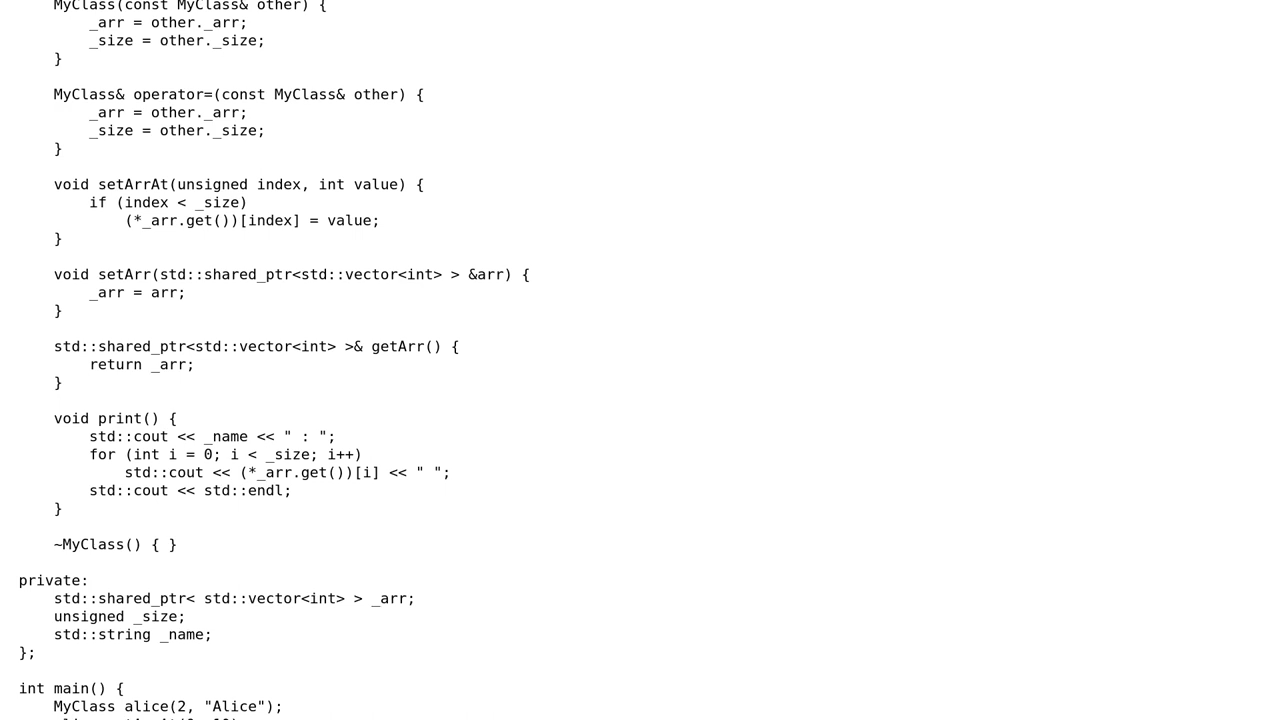 MyClass(const MyClass& other) {
        _arr = other._arr;
        _size = other._size;
    }

    MyClass& operator=(const MyClass& other) {
        _arr = other._arr;
        _size = other._size;
    }

    void setArrAt(unsigned index, int value) {
        if (index < _size)
            (*_arr.get())[index] = value;
    }

    void setArr(std::shared_ptr<std::vector<int> > &arr) {
        _arr = arr;
    }

    std::shared_ptr<std::vector<int> >& getArr() {
        return _arr;
    }

    void print() {
        std::cout << _name << " : ";
        for (int i = 0; i < _size; i++)
            std::cout << (*_arr.get())[i] << " ";
        std::cout << std::endl;
    }

    ~MyClass() { }

private:
    std::shared_ptr< std::vector<int> > _arr;
    unsigned _size;
    std::string _name;
};

int main() {
    MyClass alice(2, "Alice");